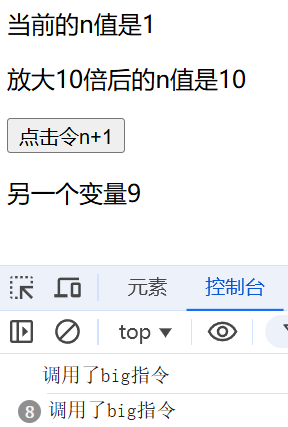 当前的n值是1
放大10倍后的n值是10
点击令n+1
另一个变量9
元素 控制台
top
调用了big指令
8 调用了big指令